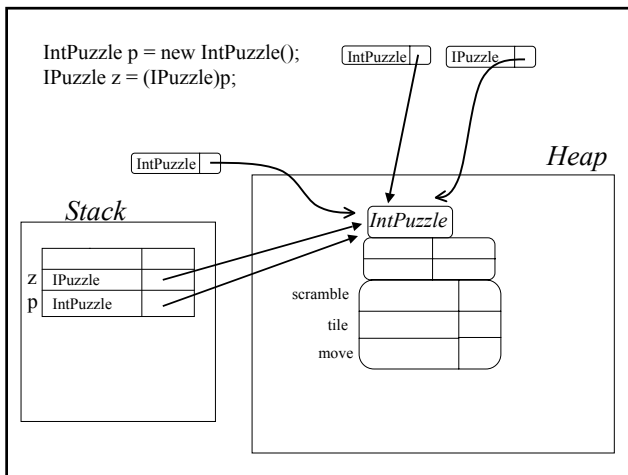 IntPuzzle p = new IntPuzzle();
IPuzzle z = (IPuzzle)p;
IntPuzzle
IPuzzle
IntPuzzle
Heap
Stack
IntPuzzle
z IPuzzle
p IntPuzzle
scramble
tile
move